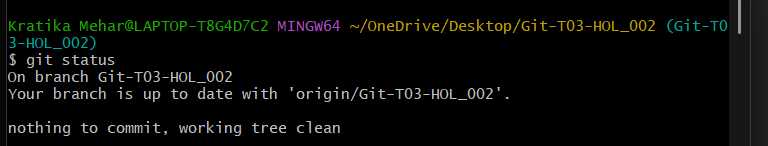 Kratika Mehar@LAPTOP-T8G4D7C2 MINGW64 ~/OneDrive/Desktop/Git-T03-HOL_002 (Git-T0
3-HOL_002)
$ git status
On branch Git-T03-HOL_002
Your branch is up to date with 'origin/Git-T03-HOL_002'.
nothing to commit, working tree clean